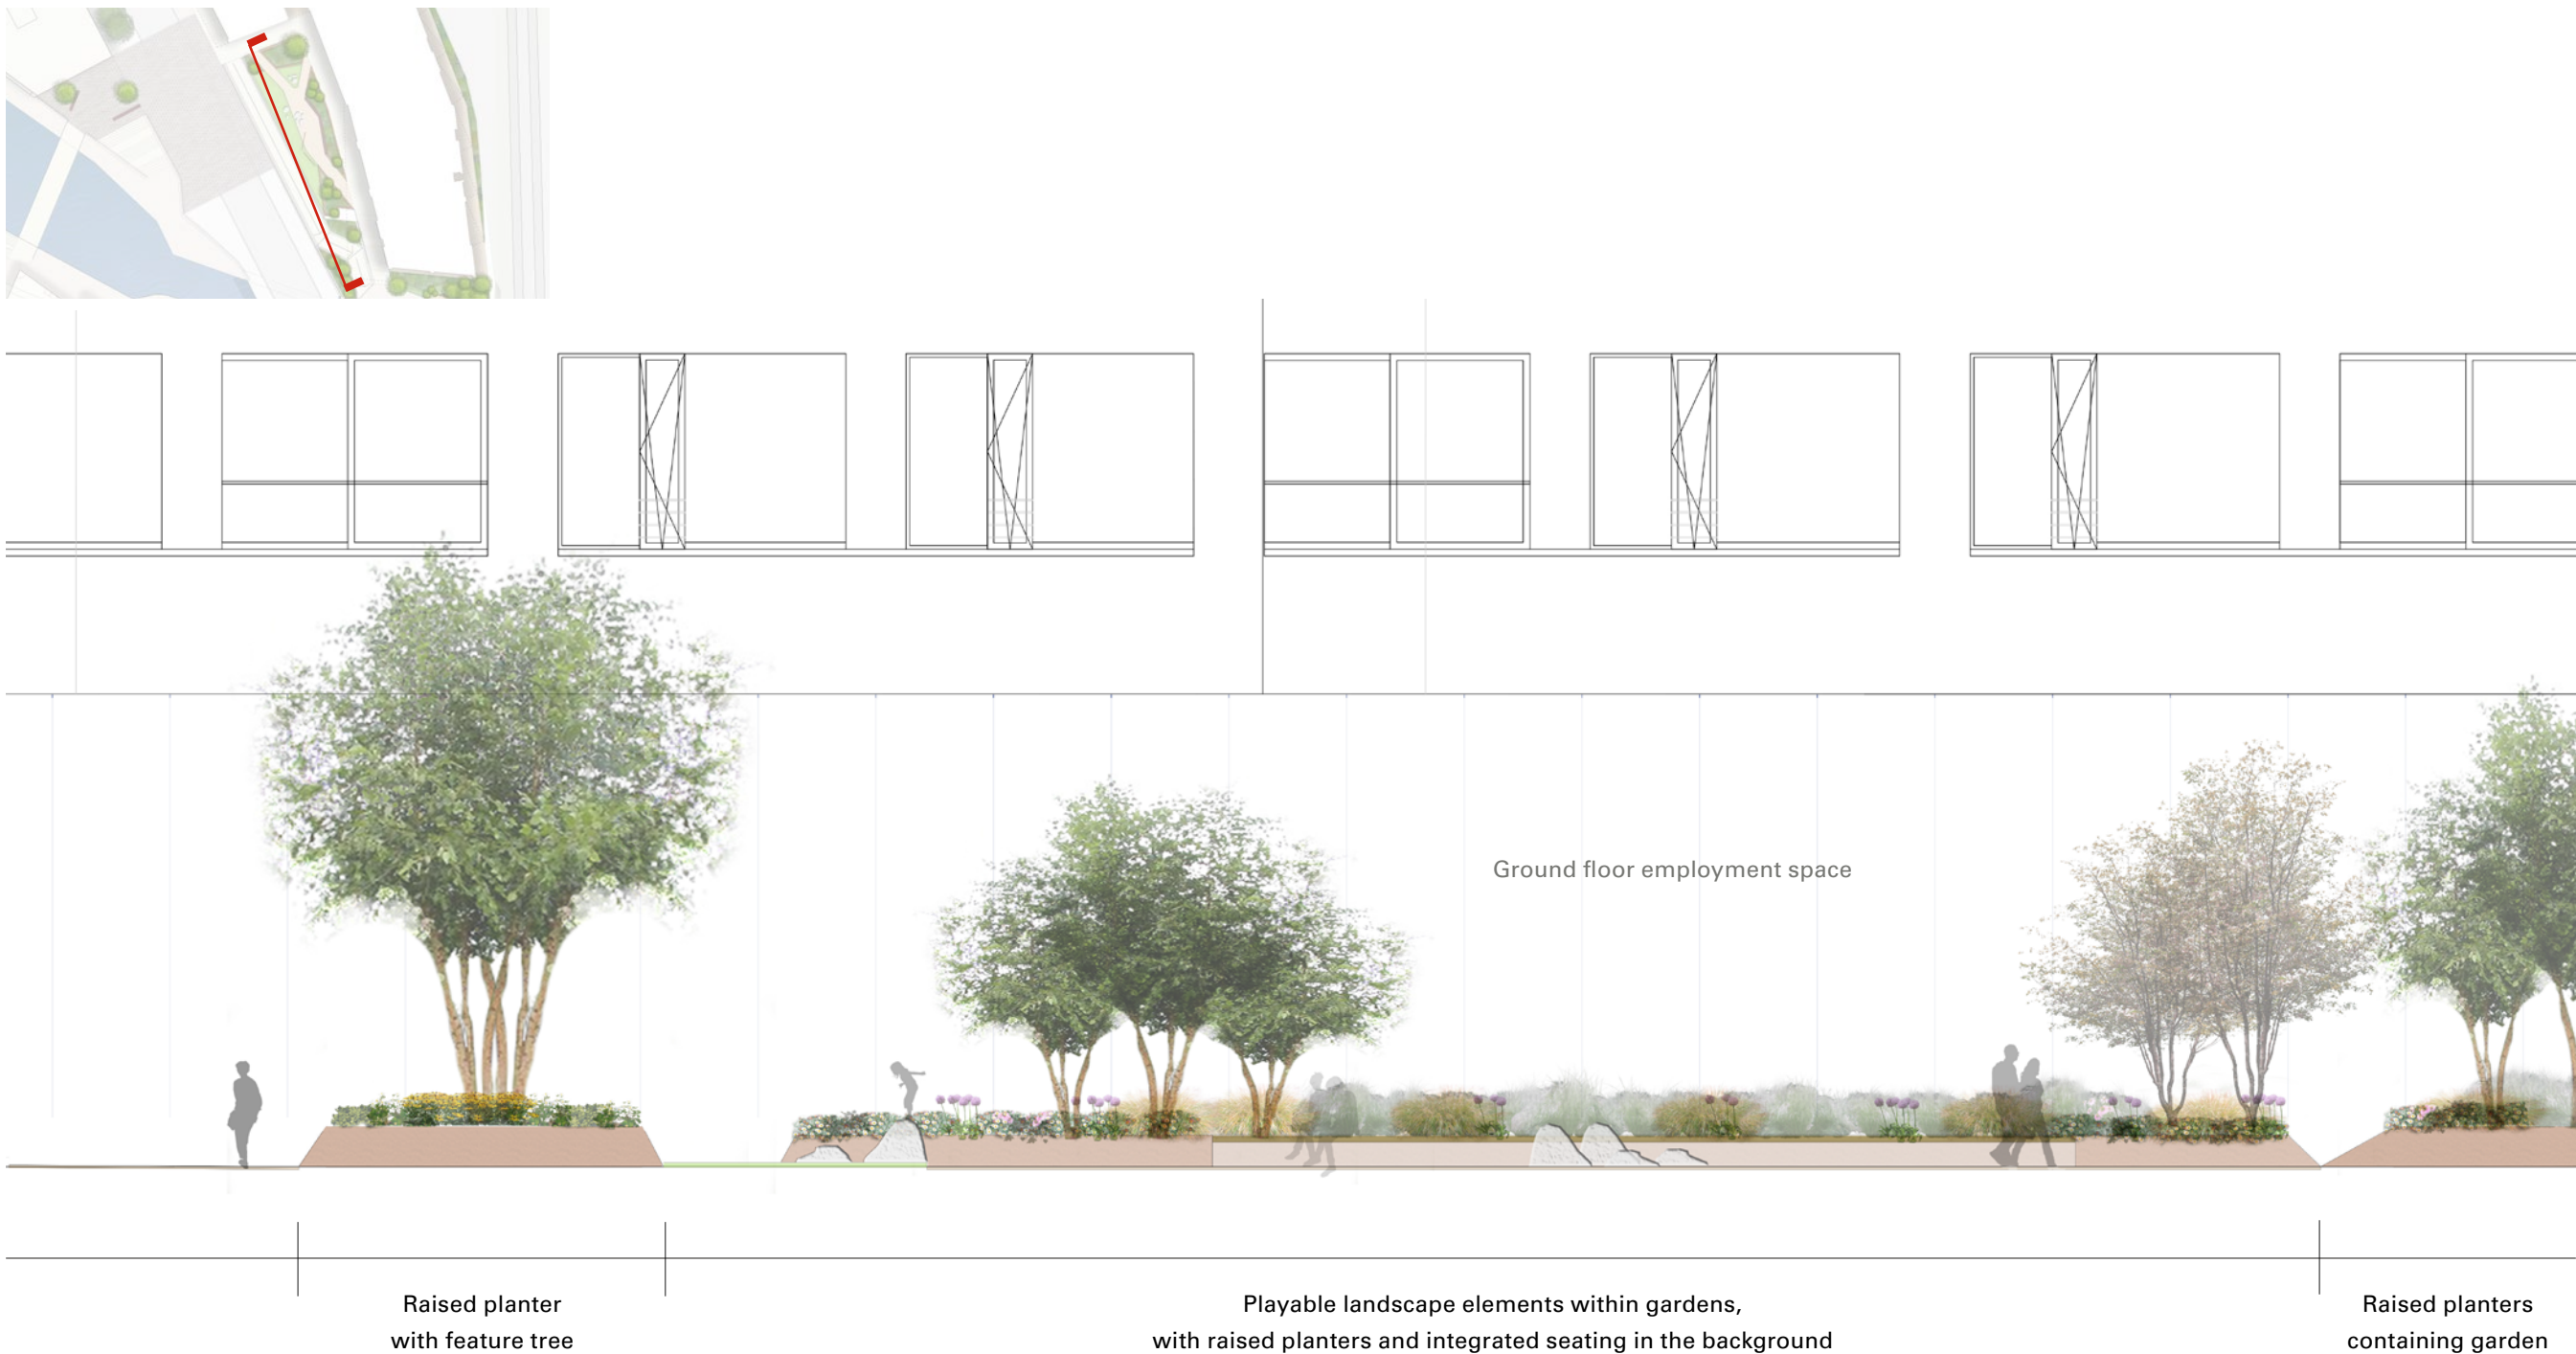 Ground floor employment space
Raised planter
with feature tree
Playable landscape elements within gardens,
with raised planters and integrated seating in the background
Raised planters
containing garden